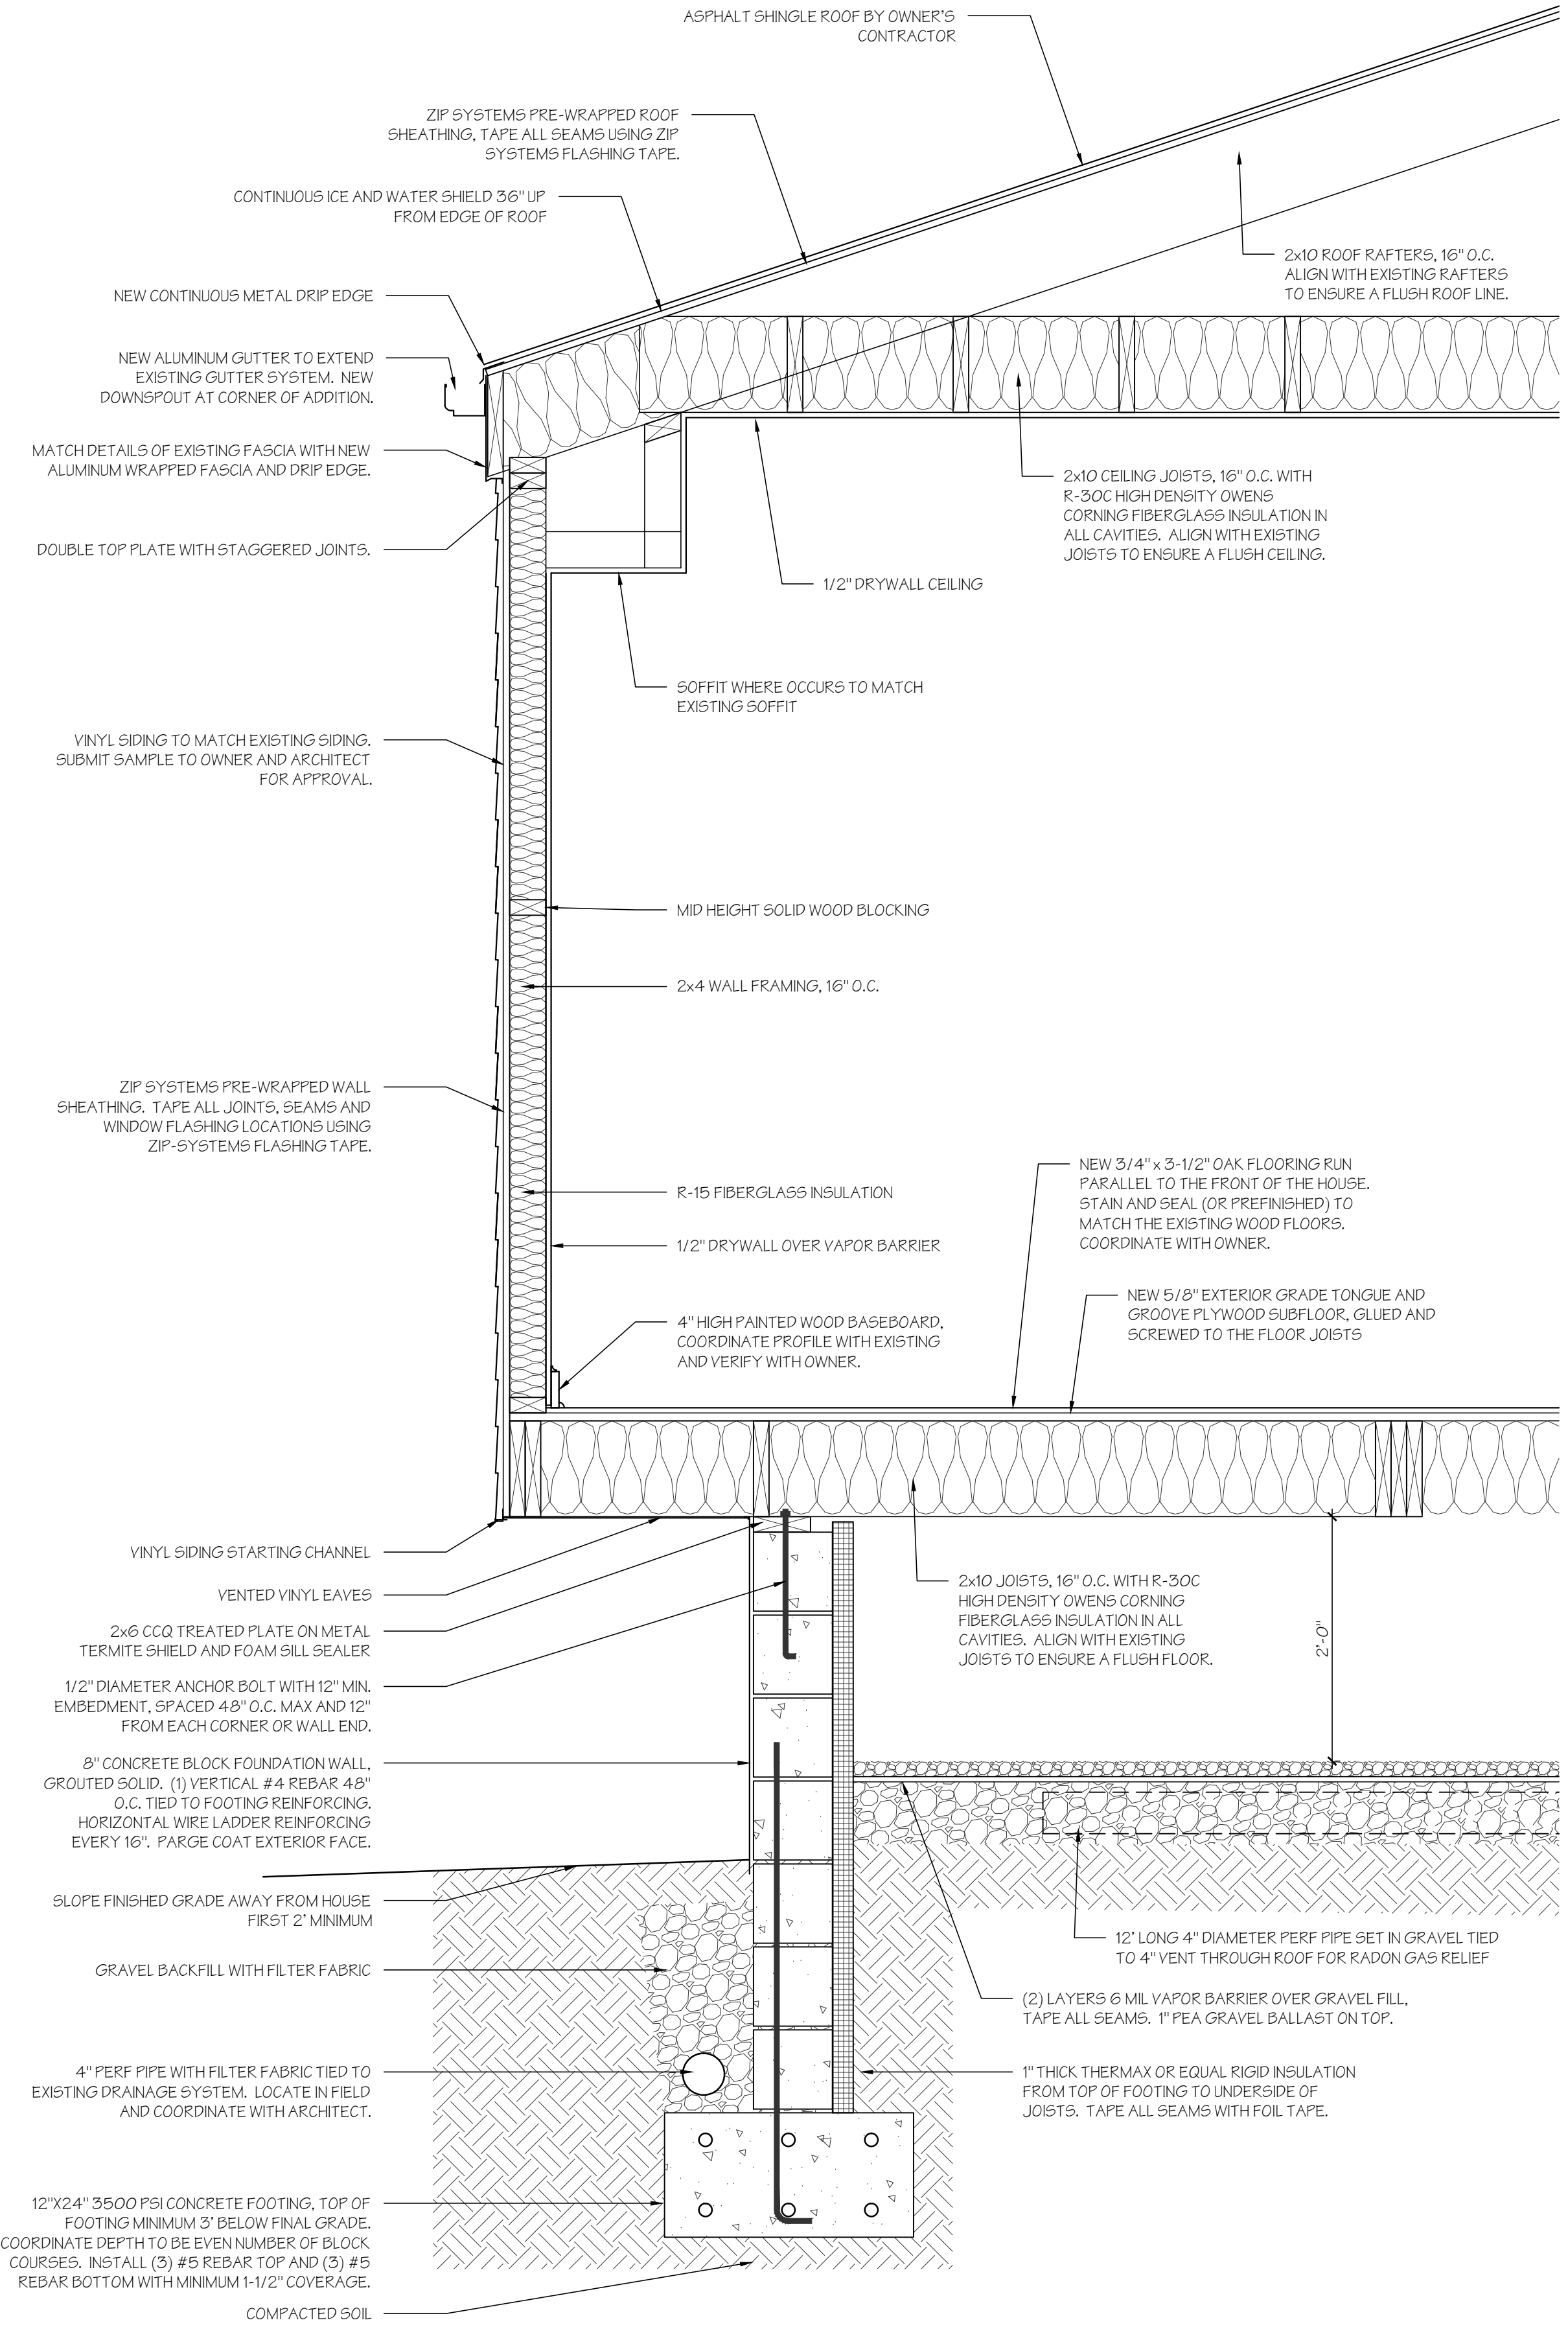 ASPHALT SHINGLE ROOF BY OWNER'S
CONTRACTOR
ZIP SYSTEMS PRE-WRAPPED ROOF
SHEATHING, TAPE ALL SEAMS USING ZIP
SYSTEMS FLASHING TAPE.
CONTINUOUS ICE AND WATER SHIELD 36" UP
FROM EDGE OF ROOF
2x10 ROOF RAFTERS, 16" O.C.
ALIGN WITH EXISTING RAFTERS
TO ENSURE A FLUSH ROOF LINE.
NEW CONTINUOUS METAL DRIP EDGE
NEW ALUMINUM GUTTER TO EXTEND
EXISTING GUTTER SYSTEM. NEW
DOWNSPOUT AT CORNER OF ADDITION.
MATCH DETAILS OF EXISTING FASCIA WITH NEW
ALUMINUM WRAPPED FASCIA AND DRIP EDGE.
2x10 CEILING JOISTS, 16" O.C. WITH
R-30C HIGH DENSITY OWENS
CORNING FIBERGLASS INSULATION IN
ALL CAVITIES. ALIGN WITH EXISTING
JOISTS TO ENSURE A FLUSH CEILING.
DOUBLE TOP PLATE WITH STAGGERED JOINTS.
1/2" DRYWALL CEILING
SOFFIT WHERE OCCURS TO MATCH
EXISTING SOFFIT
VINYL SIDING TO MATCH EXISTING SIDING.
SUBMIT SAMPLE TO OWNER AND ARCHITECT
FOR APPROVAL.
MID HEIGHT SOLID WOOD BLOCKING
2x4 WALL FRAMING, 16" O.C.
ZIP SYSTEMS PRE-WRAPPED WALL
SHEATHING. TAPE ALL JOINTS, SEAMS AND
WINDOW FLASHING LOCATIONS USING
ZIP-SYSTEMS FLASHING TAPE.
R-15 FIBERGLASS INSULATION
1/2" DRYWALL OVER VAPOR BARRIER
NEW 3/4" x 3-1/2" OAK FLOORING RUN
PARALLEL TO THE FRONT OF THE HOUSE.
STAIN AND SEAL (OR PREFINISHED) TO
MATCH THE EXISTING WOOD FLOORS.
COORDINATE WITH OWNER.
NEW 5/8" EXTERIOR GRADE TONGUE AND
GROOVE PLYWOOD SUBFLOOR, GLUED AND
SCREWED TO THE FLOOR JOISTS
4" HIGH PAINTED WOOD BASEBOARD,
COORDINATE PROFILE WITH EXISTING
AND VERIFY WITH OWNER.
VINYL SIDING STARTING CHANNEL
VENTED VINYL EAVES
2x6 CCQ TREATED PLATE ON METAL
TERMITE SHIELD AND FOAM SILL SEALER
1/2" DIAMETER ANCHOR BOLT WITH 12" MIN.
EMBEDMENT, SPACED 48" O.C. MAX AND 12"
FROM EACH CORNER OR WALL END.
2x10 JOISTS, 16" O.C. WITH R-30C
HIGH DENSITY OWENS CORNING
FIBERGLASS INSULATION IN ALL
CAVITIES. ALIGN WITH EXISTING
JOISTS TO ENSURE A FLUSH FLOOR.
2'-0"
8" CONCRETE BLOCK FOUNDATION WALL,
GROUTED SOLID. (1) VERTICAL #4 REBAR 48"
O.C. TIED TO FOOTING REINFORCING.
HORIZONTAL WIRE LADDER REINFORCING
EVERY 16". PARGE COAT EXTERIOR FACE.
SLOPE FINISHED GRADE AWAY FROM HOUSE
FIRST 2' MINIMUM
GRAVEL BACKFILL WITH FILTER FABRIC
12' LONG 4" DIAMETER PERF PIPE SET IN GRAVEL TIED
TO 4" VENT THROUGH ROOF FOR RADON GAS RELIEF
(2) LAYERS 6 MIL VAPOR BARRIER OVER GRAVEL FILL,
TAPE ALL SEAMS. 1" PEA GRAVEL BALLAST ON TOP.
4" PERF PIPE WITH FILTER FABRIC TIED TO
EXISTING DRAINAGE SYSTEM. LOCATE IN FIELD
AND COORDINATE WITH ARCHITECT.
1" THICK THERMAX OR EQUAL RIGID INSULATION
FROM TOP OF FOOTING TO UNDERSIDE OF
JOISTS. TAPE ALL SEAMS WITH FOIL TAPE.
12"X24" 3500 PSI CONCRETE FOOTING, TOP OF
FOOTING MINIMUM 3' BELOW FINAL GRADE.
COORDINATE DEPTH TO BE EVEN NUMBER OF BLOCK
COURSES. INSTALL (3) #5 REBAR TOP AND (3) #5
REBAR BOTTOM WITH MINIMUM 1-1/2" COVERAGE.
COMPACTED SOIL